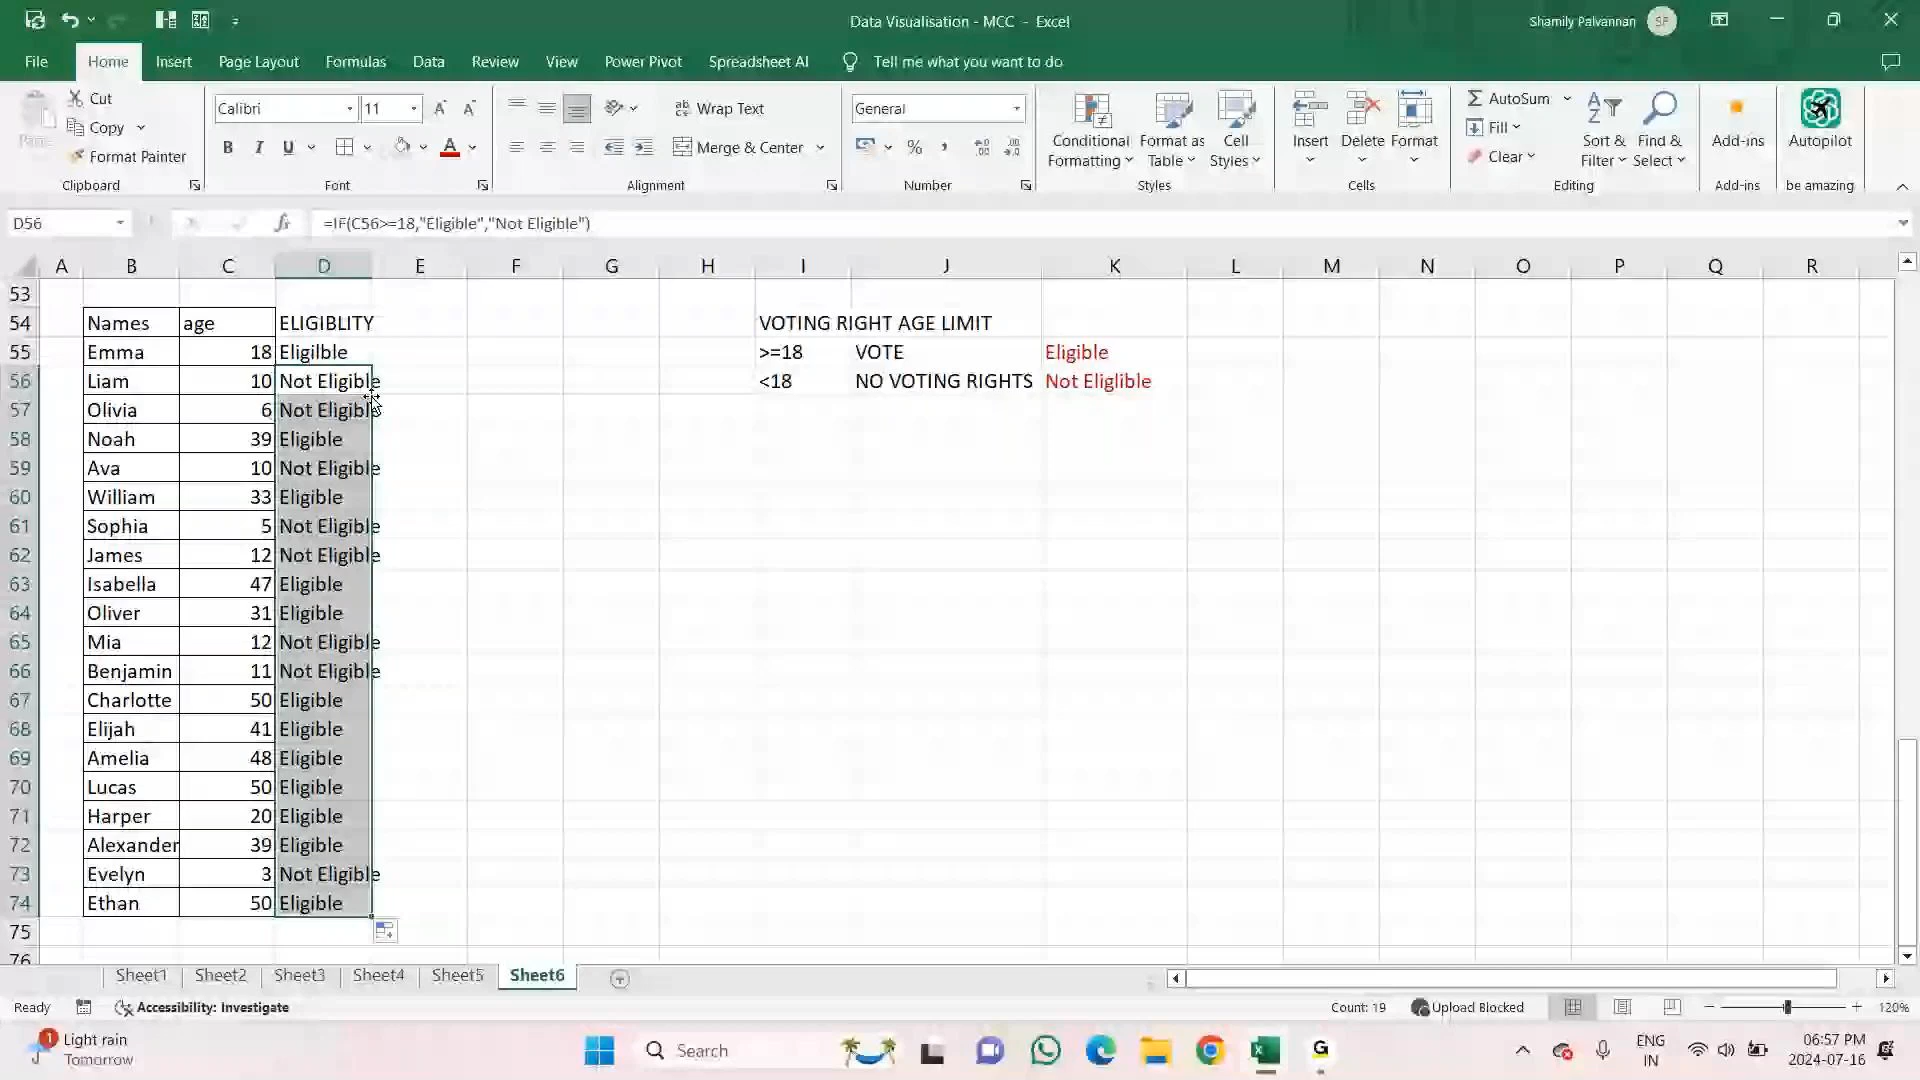 Data Visualisation - MCC - Excel
Shamily Palvannan SF
File Home Insert Page Layout Formulas Data Review View Power Pivot Spreadsheet AI Tell me what you want to do
Cut
Copy
Format Painter
Paste
Clipboard
Calibri 11
B I U
Font
Wrap Text
Merge & Center
Alignment
General
Number
Conditional Formatting
Format as Table
Cell Styles
Styles
Insert Delete Format
Cells
AutoSum
Fill
Clear
Sort & Filter
Find & Select
Editing
Add-ins
Add-ins
Autopilot
be amazing
D56 fx =IF(C56>=18,"Eligible","Not Eligible")
A B C D E F G H I J K L M N O P Q R
53
54 Names age ELIGIBLITY VOTING RIGHT AGE LIMIT
55 Emma 18 Eligilble >=18 VOTE Eligible
56 Liam 10 Not Eligible <18 NO VOTING RIGHTS Not Eliglible
57 Olivia 6 Not Eligible
58 Noah 39 Eligible
59 Ava 10 Not Eligible
60 William 33 Eligible
61 Sophia 5 Not Eligible
62 James 12 Not Eligible
63 Isabella 47 Eligible
64 Oliver 31 Eligible
65 Mia 12 Not Eligible
66 Benjamin 11 Not Eligible
67 Charlotte 50 Eligible
68 Elijah 41 Eligible
69 Amelia 48 Eligible
70 Lucas 50 Eligible
71 Harper 20 Eligible
72 Alexander 39 Eligible
73 Evelyn 3 Not Eligible
74 Ethan 50 Eligible
75
76
Sheet1 Sheet2 Sheet3 Sheet4 Sheet5 Sheet6
Ready Accessibility: Investigate Count: 19 Upload Blocked 120%
1 Light rain
Tomorrow
Search
ENG
IN
06:57 PM
2024-07-16